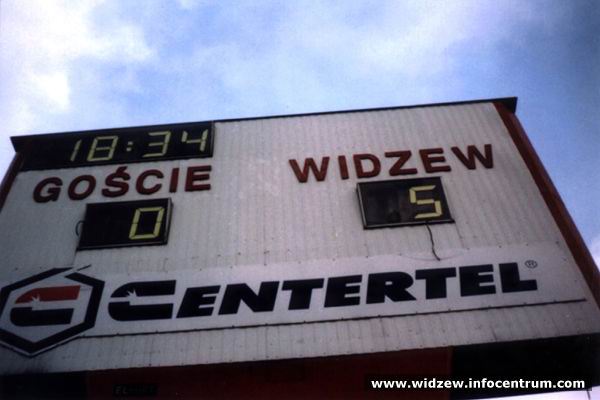 18:34
GOŚCIE WIDZEW
0 5
CENTERTEL®
www.widzew.infocentrum.com